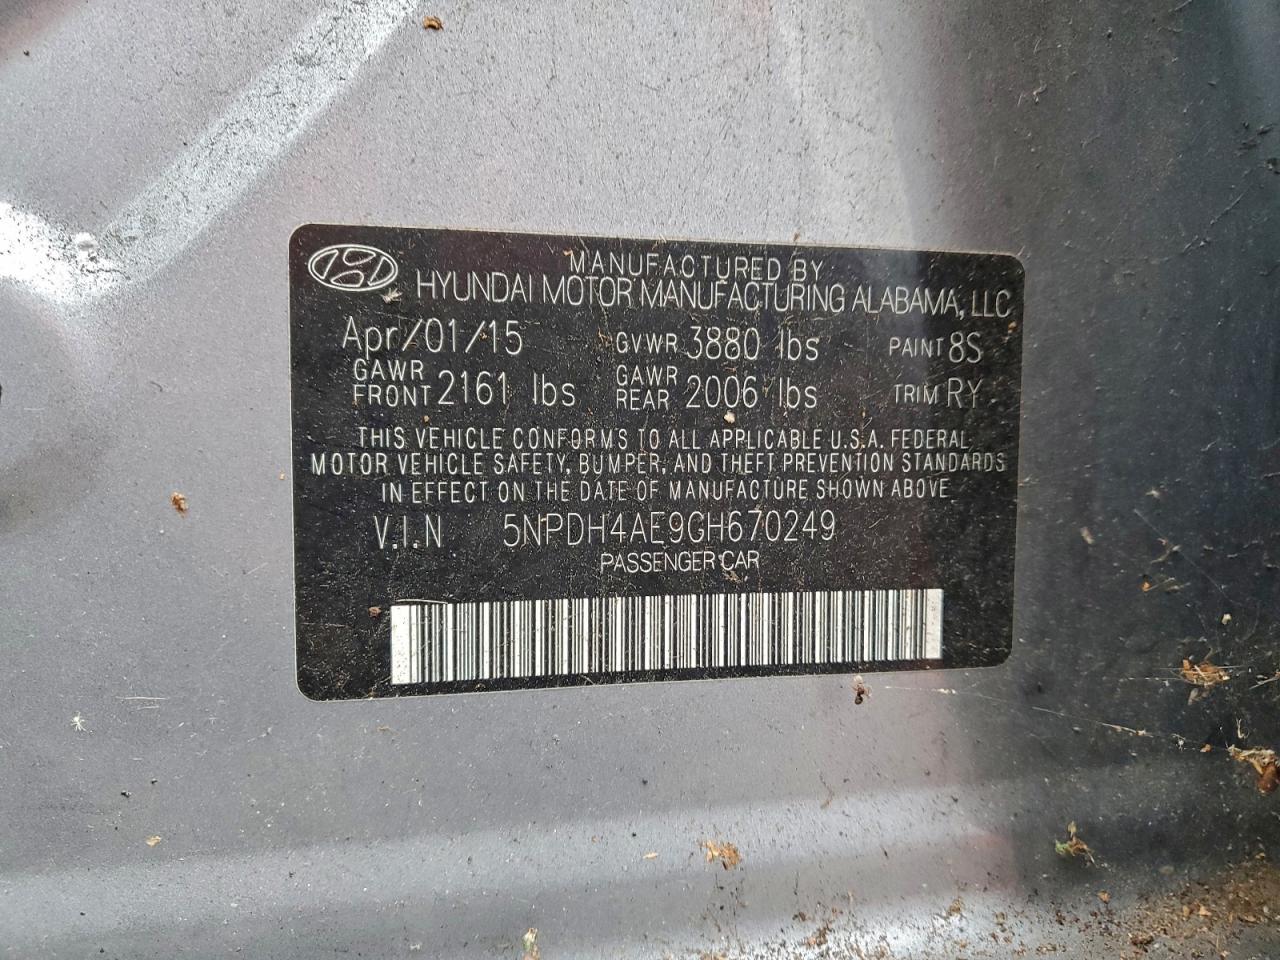 MANUFACTURED BY
HYUNDAI MOTOR MANUFACTURING ALABAMA, LLC
Apr/01/15 GVWR 3880 lbs PAINT 8S
GAWR FRONT 2161 lbs GAWR REAR 2006 lbs TRIM RY
THIS VEHICLE CONFORMS TO ALL APPLICABLE U.S.A. FEDERAL
MOTOR VEHICLE SAFETY, BUMPER, AND THEFT PREVENTION STANDARDS
IN EFFECT ON THE DATE OF MANUFACTURE SHOWN ABOVE
V.I.N 5NPDH4AE9GH670249
PASSENGER CAR